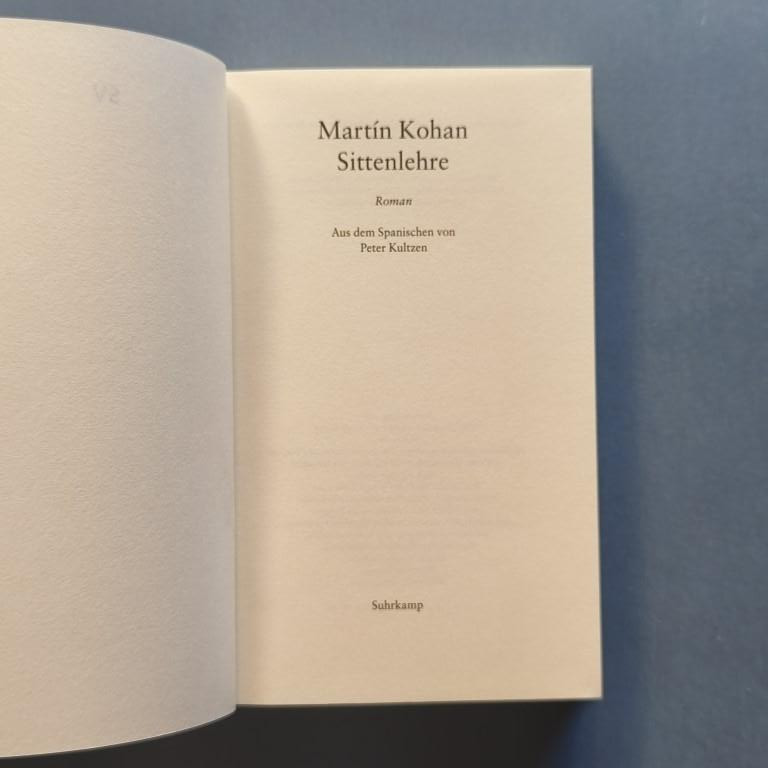 Martín Kohan
Sittenlehre
Roman
Aus dem Spanischen von
Peter Kultzen
Suhrkamp